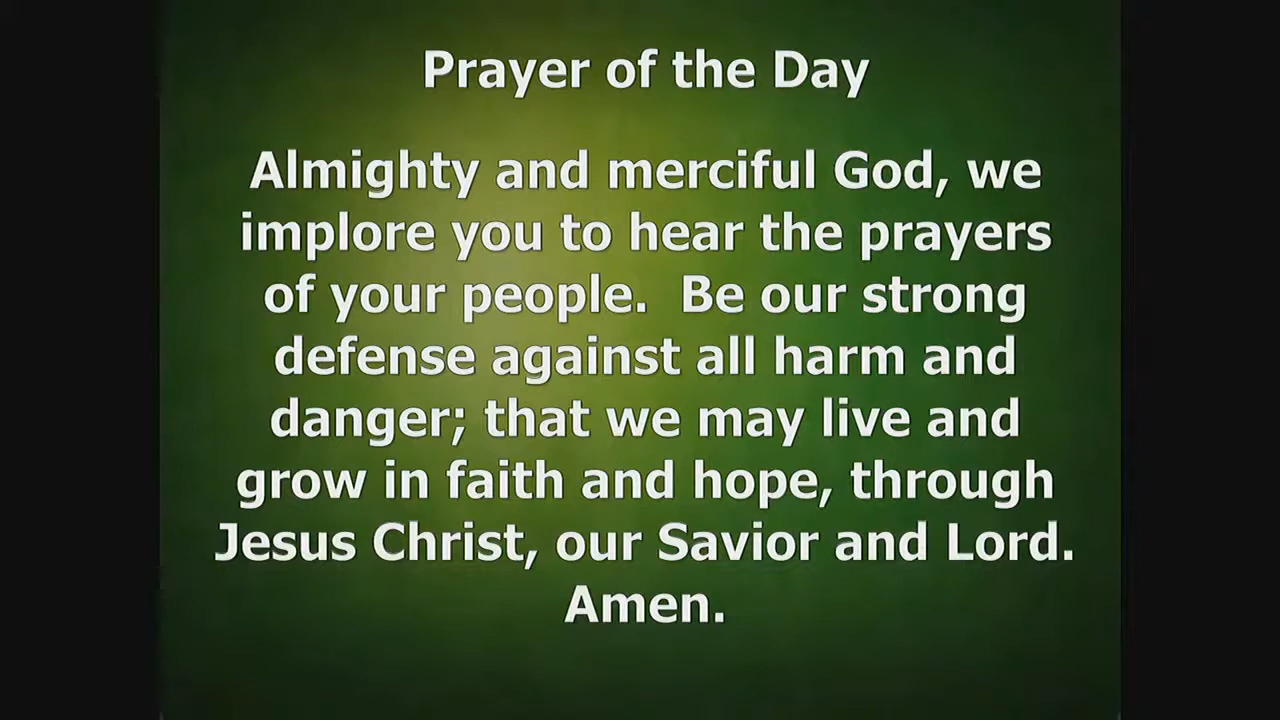 Prayer of the Day
Almighty and merciful God, we
implore you to hear the prayers
of your people.  Be our strong
defense against all harm and
danger; that we may live and
grow in faith and hope, through
Jesus Christ, our Savior and Lord.
Amen.